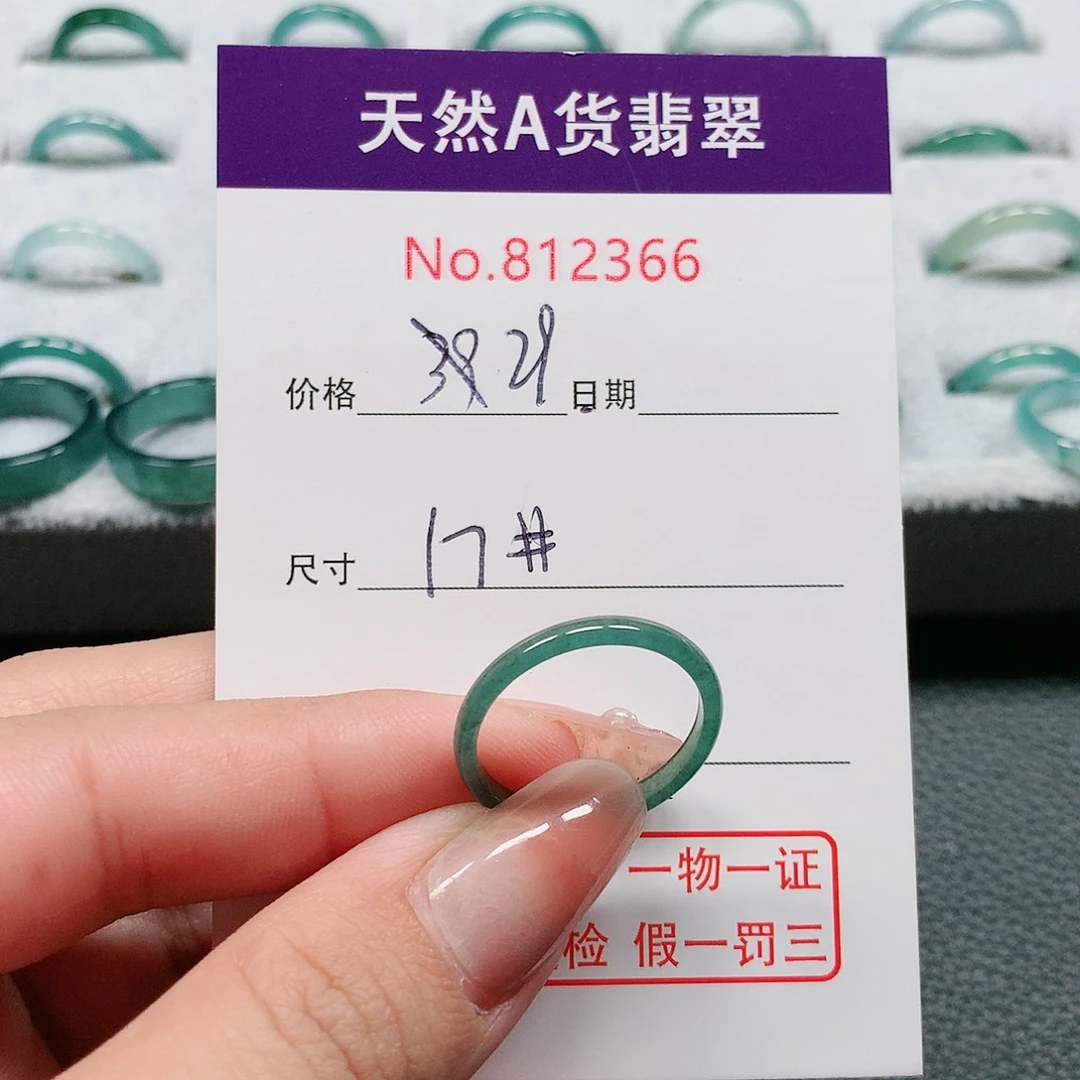 天然A货翡翠
No.812366
价格 29 日期
尺寸 17#
一物一证
检 假一罚三